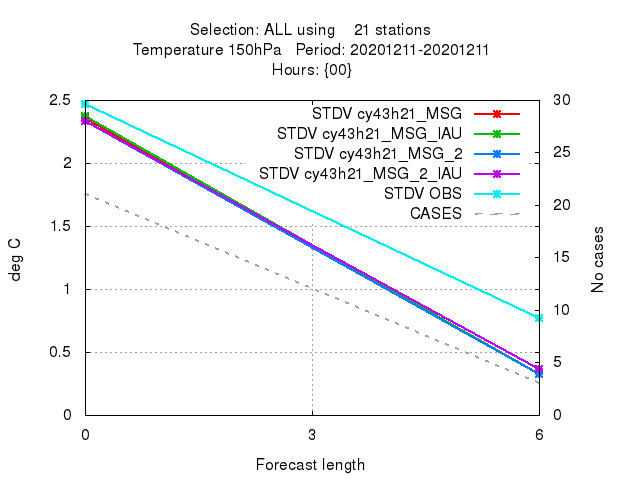 Selection: ALL using    21 stations
Temperature 150hPa   Period: 20201211-20201211
Hours: {00}
STDV cy43h21_MSG
STDV cy43h21_MSG_IAU
STDV cy43h21_MSG_2
STDV cy43h21_MSG_2_IAU
STDV OBS
CASES
2.5
2
1.5
1
0.5
0
deg C
30
25
20
15
10
5
0
No cases
0
3
6
Forecast length